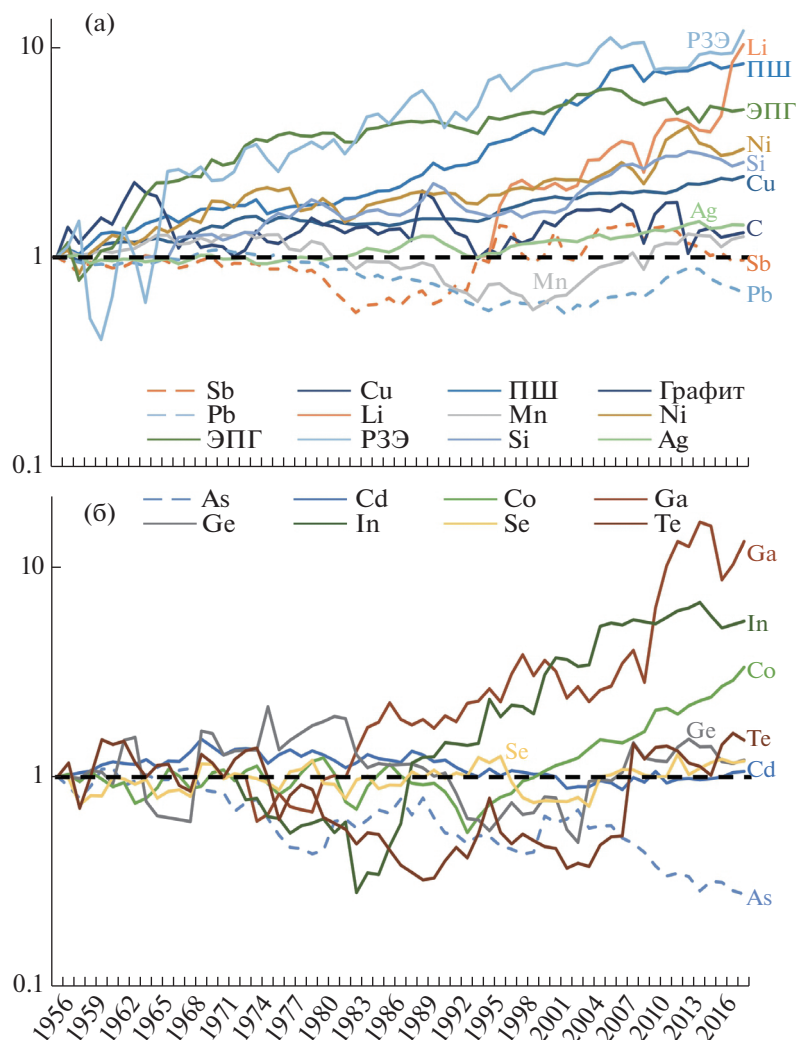 (а)
10
РЗЭ
Li
ПШ
ЭПГ
Ni
Si
Cu
Ag
C
1
Sb
Mn
Pb
Sb Cu ПШ Графит
Pb Li Mn Ni
ЭПГ РЗЭ Si Ag
0.1
As Cd Co Ga
(б)
Ge In Se Te
10
Ga
In
Co
Ge
Te
Se
1
Cd
As
0.1
1956 1959 1962 1965 1968 1971 1974 1977 1980 1983 1986 1989 1992 1995 1998 2001 2004 2007 2010 2013 2016